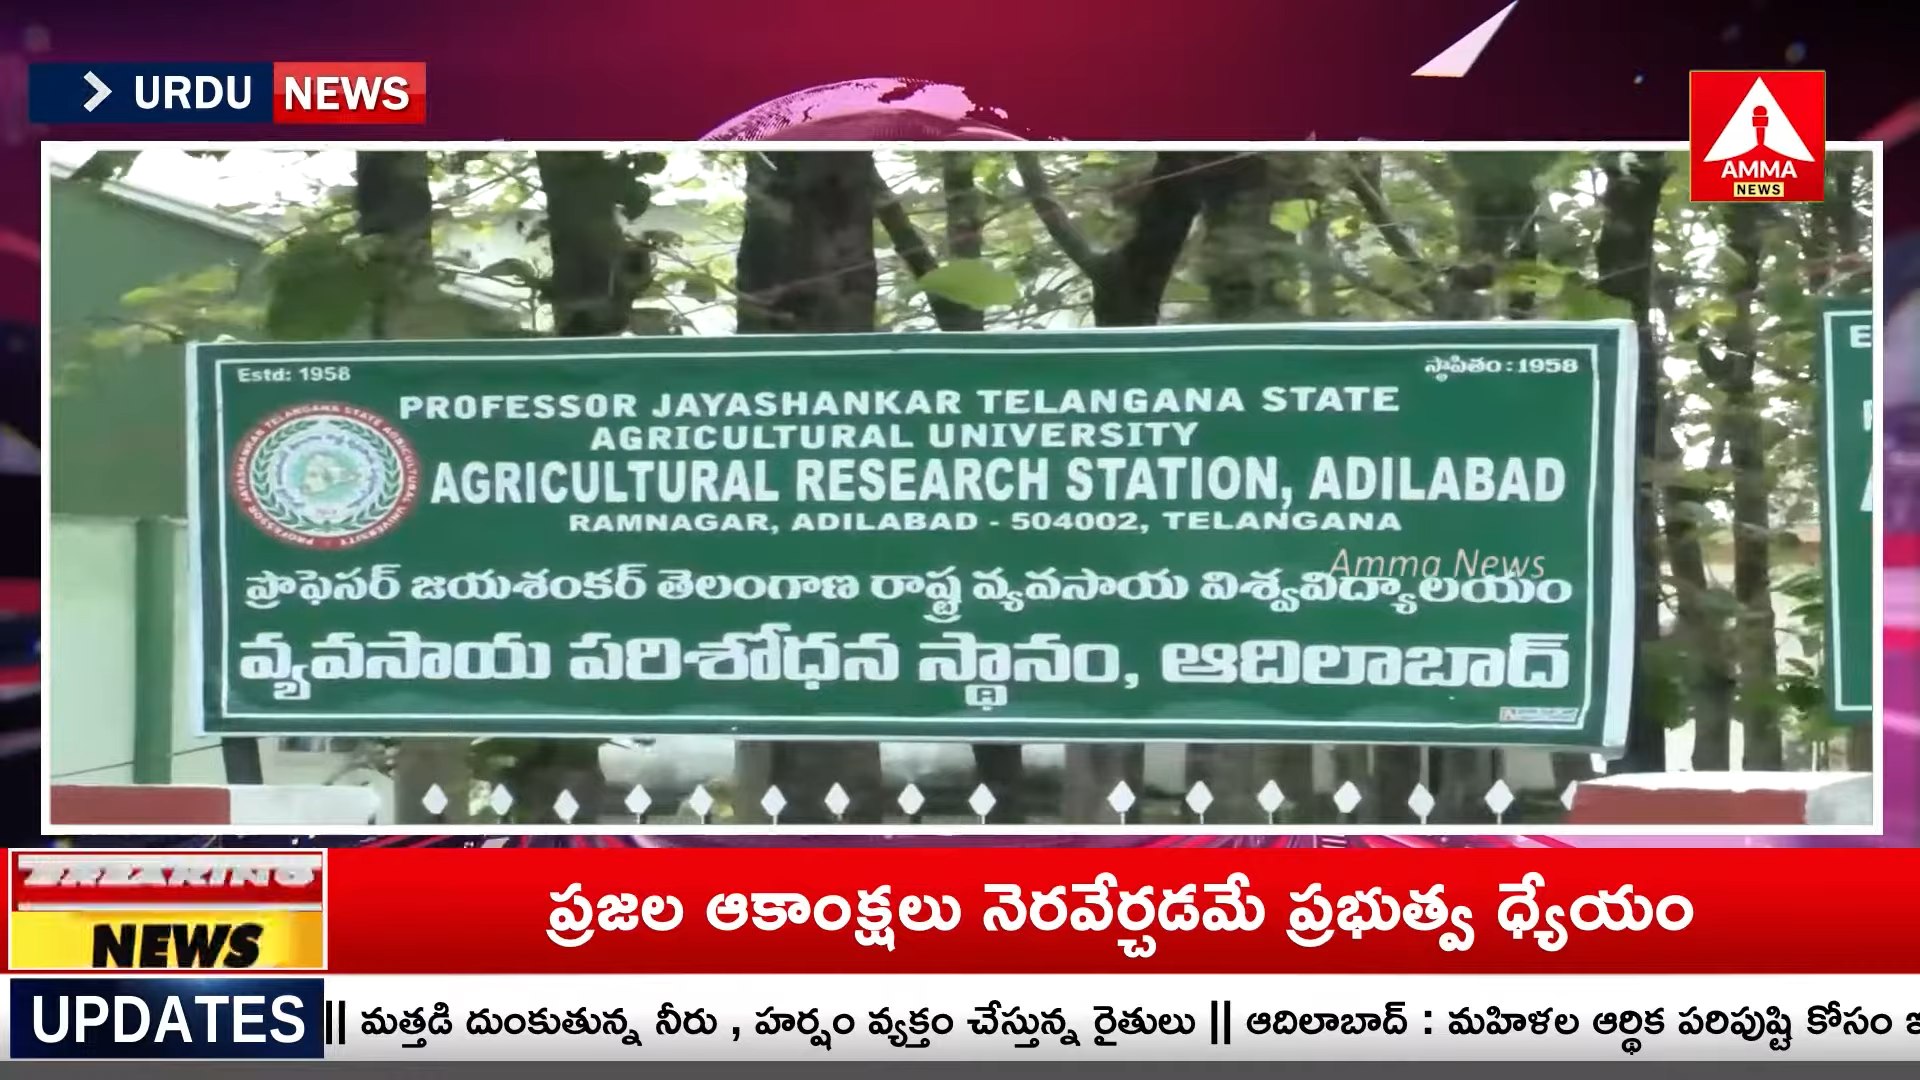 URDU NEWS
AMMA
NEWS
Estd: 1958
స్థాపితం : 1958
PROFESSOR JAYASHANKAR TELANGANA STATE
AGRICULTURAL UNIVERSITY
AGRICULTURAL RESEARCH STATION, ADILABAD
RAMNAGAR, ADILABAD - 504002, TELANGANA
Amma News
ప్రొఫెసర్ జయశంకర్ తెలంగాణ రాష్ట్ర వ్యవసాయ విశ్వవిద్యాలయం
వ్యవసాయ పరిశోధన స్థానం, ఆదిలాబాద్
BREAKING
NEWS
ప్రజల ఆకాంక్షలు నెరవేర్చడమే ప్రభుత్వ ధ్యేయం
UPDATES
|| మత్తడి దుంకుతున్న నీరు , హర్షం వ్యక్తం చేస్తున్న రైతులు || ఆదిలాబాద్ : మహిళల ఆర్థిక పరిపుష్టి కోసం